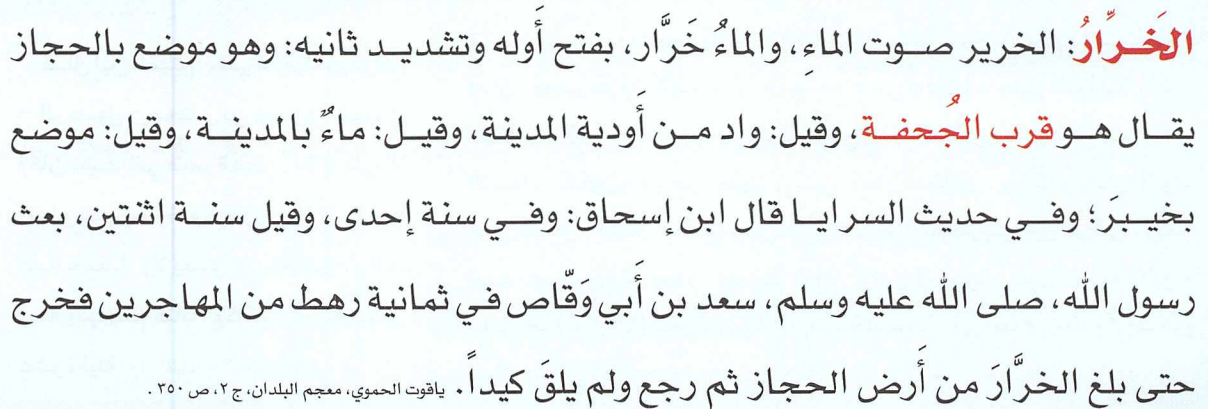 الخَرَّارُ: الخرير صوت الماءِ، والماءُ خَرَّار، بفتح أَوله وتشديد ثانيه: وهو موضع بالحجاز
يقال هو قرب الجُحفة، وقيل: واد من أَودية المدينة، وقيل: ماءٌ بالمدينة، وقيل: موضع
بخيبرَ؛ وفي حديث السرايا قال ابن إسحاق: وفي سنة إحدى، وقيل سنة اثنتين، بعث
رسول الله، صلى الله عليه وسلم، سعد بن أَبي وَقّاص في ثمانية رهط من المهاجرين فخرج
حتى بلغ الخرَّارَ من أَرض الحجاز ثم رجع ولم يلقَ كيداً. ياقوت الحموي، معجم البلدان، ج ٢، ص ٣٥٠ .